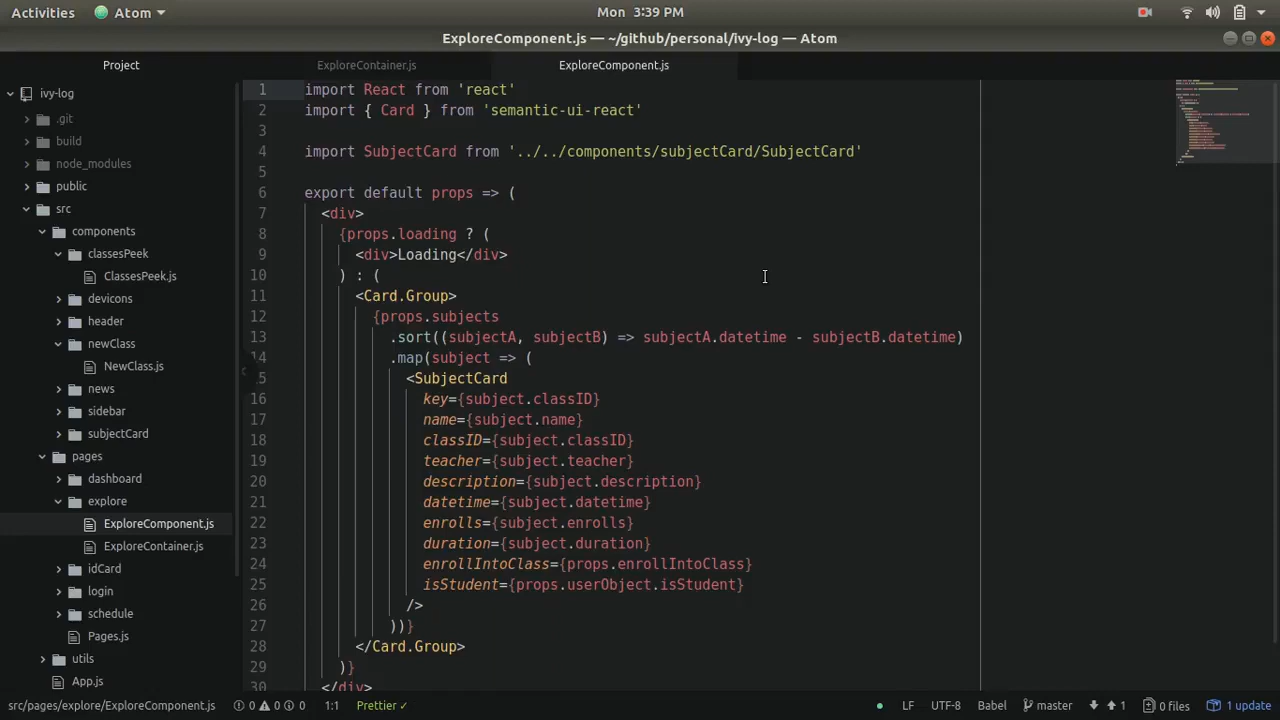 Activities Atom Mon 3:39 PM
ExploreComponent.js — ~/github/personal/ivy-log — Atom
Project ExploreContainer.js ExploreComponent.js
ivy-log
.git
build
node_modules
public
src
components
classesPeek
ClassesPeek.js
devicons
header
newClass
NewClass.js
news
sidebar
subjectCard
pages
dashboard
explore
ExploreComponent.js
ExploreContainer.js
idCard
login
schedule
Pages.js
utils
App.js
1 import React from 'react'
2 import { Card } from 'semantic-ui-react'
3
4 import SubjectCard from '../../components/subjectCard/SubjectCard'
5
6 export default props => (
7 <div>
8 {props.loading ? (
9 <div>Loading</div>
10 ) : (
11 <Card.Group>
12 {props.subjects
13 .sort((subjectA, subjectB) => subjectA.datetime - subjectB.datetime)
14 .map(subject => (
15 <SubjectCard
16 key={subject.classID}
17 name={subject.name}
18 classID={subject.classID}
19 teacher={subject.teacher}
20 description={subject.description}
21 datetime={subject.datetime}
22 enrolls={subject.enrolls}
23 duration={subject.duration}
24 enrollIntoClass={props.enrollIntoClass}
25 isStudent={props.userObject.isStudent}
26 />
27 ))}
28 </Card.Group>
29 )}
30 </div>
src/pages/explore/ExploreComponent.js 0 0 0 Prettier ✓ LF UTF-8 Babel master 1 0 files 1 update
1:1